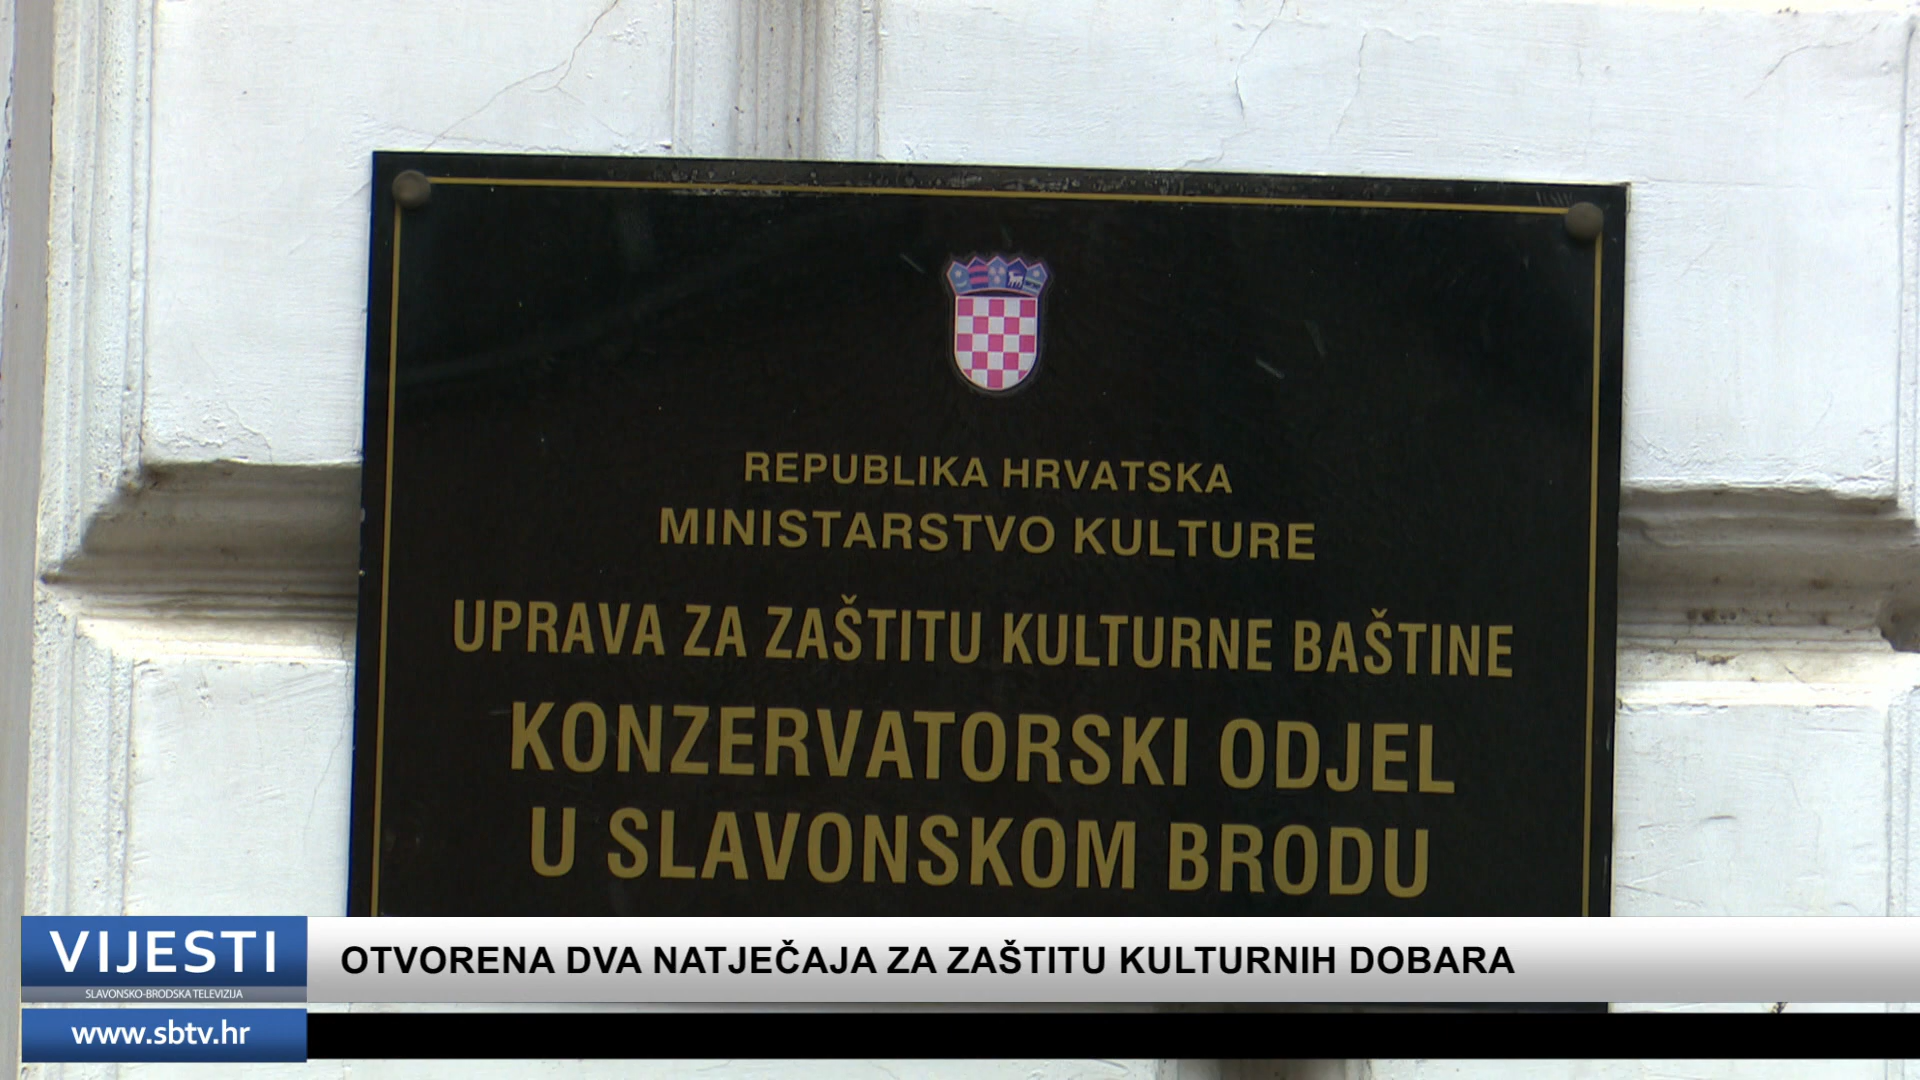 REPUBLIKA HRVATSKA
MINISTARSTVO KULTURE
UPRAVA ZA ZAŠTITU KULTURNE BAŠTINE
KONZERVATORSKI ODJEL
U SLAVONSKOM BRODU
VIJESTI
SLAVONSKO-BRODSKA TELEVIZIJA
OTVORENA DVA NATJEČAJA ZA ZAŠTITU KULTURNIH DOBARA
www.sbtv.hr